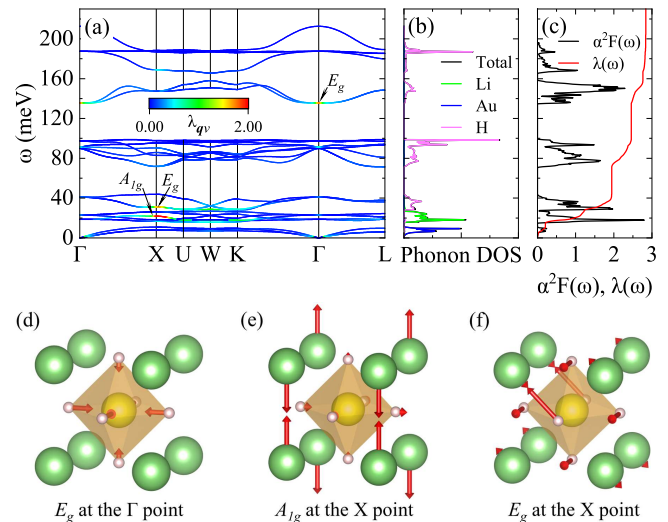 (a) (b) (c)
ω (meV)
200
160
120
80
40
0
E_g
0.00 λ_qν 2.00
A_1g E_g
Γ X U W K Γ L
Total
Li
Au
H
Phonon DOS
α²F(ω)
λ(ω)
0 1 2 3
α²F(ω), λ(ω)
(d) (e) (f)
E_g at the Γ point A_1g at the X point E_g at the X point